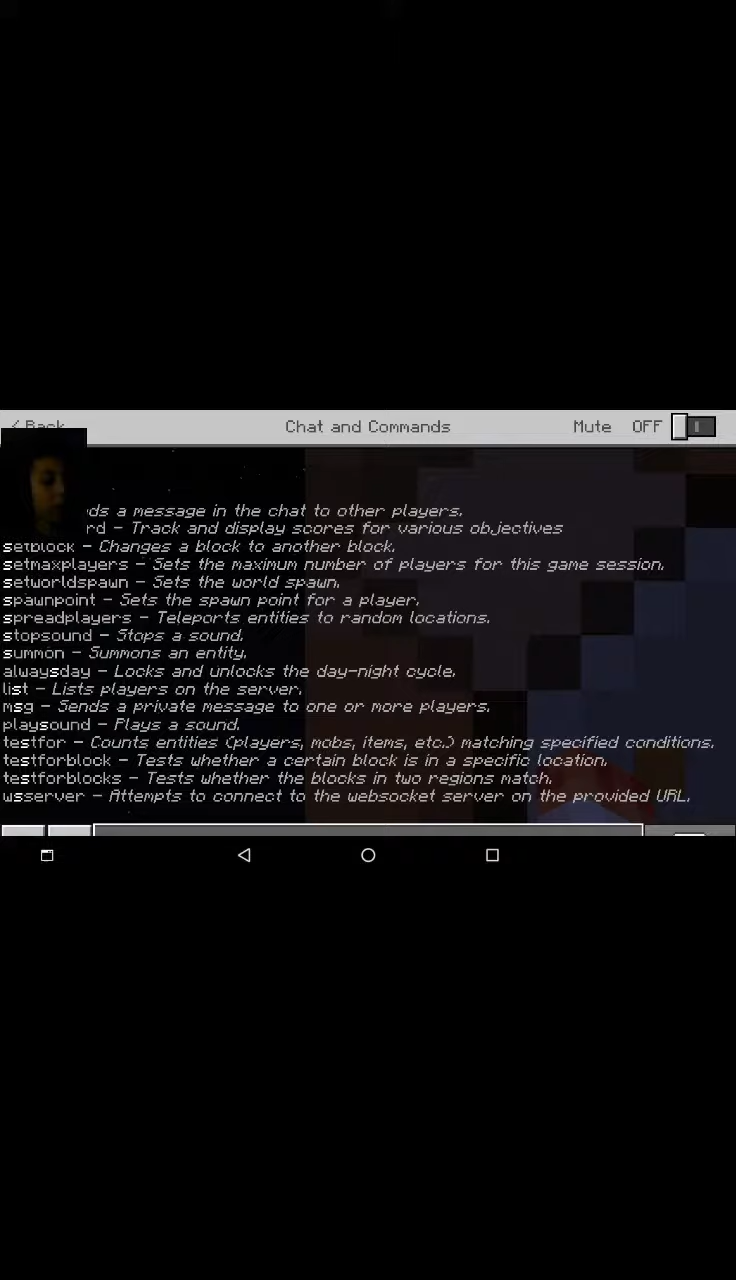 < Back
Chat and Commands
Mute OFF
ds a message in the chat to other players.
rd – Track and display scores for various objectives
setblock – Changes a block to another block.
setmaxplayers – Sets the maximum number of players for this game session.
setworldspawn – Sets the world spawn.
spawnpoint – Sets the spawn point for a player.
spreadplayers – Teleports entities to random locations.
stopsound – Stops a sound.
summon – Summons an entity.
alwaysday – Locks and unlocks the day-night cycle.
list – Lists players on the server.
msg – Sends a private message to one or more players.
playsound – Plays a sound.
testfor – Counts entities (players, mobs, items, etc.) matching specified conditions.
testforblock – Tests whether a certain block is in a specific location.
testforblocks – Tests whether the blocks in two regions match.
wsserver – Attempts to connect to the websocket server on the provided URL.